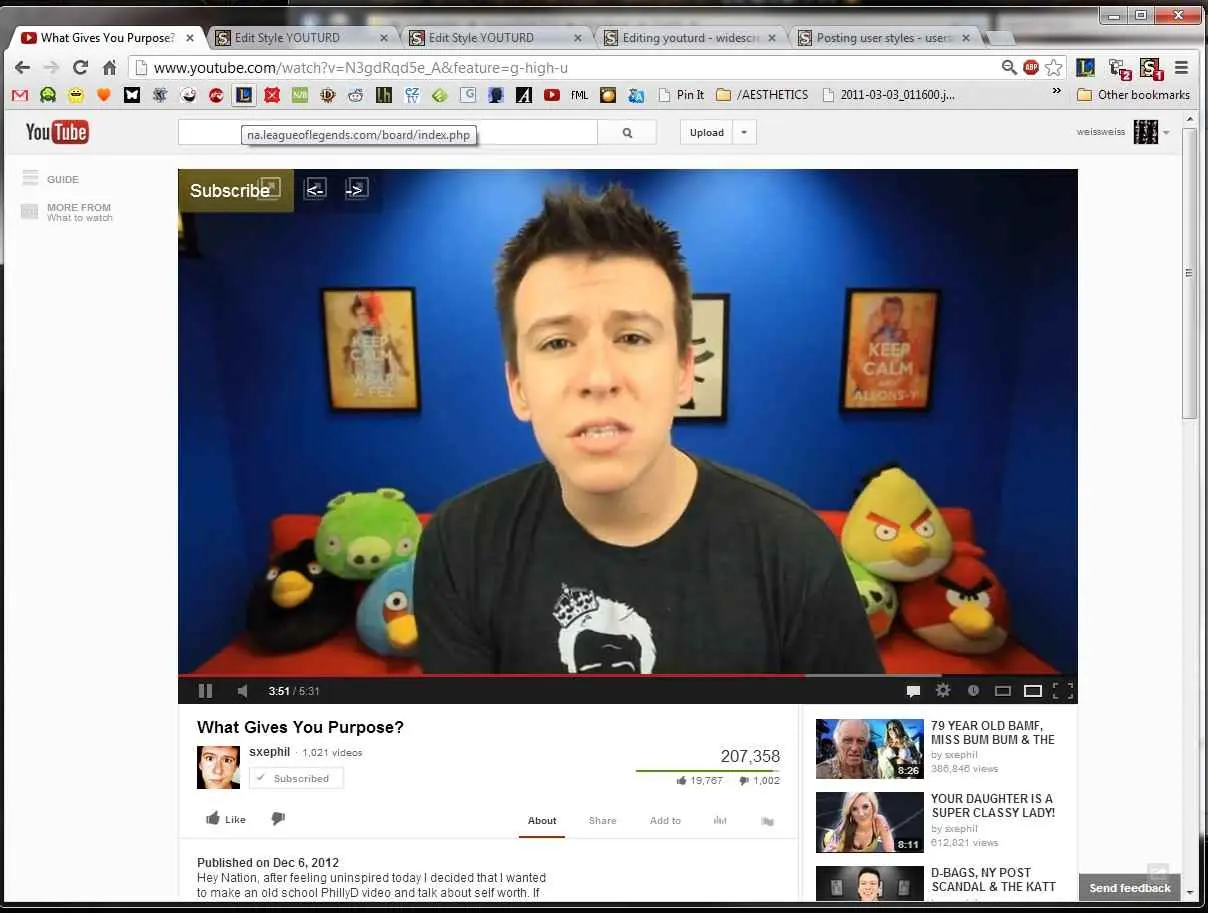 What Gives You Purpose?
Edit Style YOUTURD
Edit Style YOUTURD
Editing youturd - widescre
Posting user styles - users
www.youtube.com/watch?v=N3gdRqd5e_A&feature=g-high-u
ABP
2
1
FML
Pin It
/AESTHETICS
2011-03-03_011600.j...
»
Other bookmarks
YouTube
na.leagueoflegends.com/board/index.php
Upload
weissweiss
GUIDE
MORE FROM
What to watch
Subscribe
<-
->
KEEP
CALM
WEAR
A FEZ
KEEP
CALM
AND
ALLONS-Y
3:51 / 5:31
What Gives You Purpose?
sxephil · 1,021 videos
Subscribed
207,358
19,767
1,002
Like
About
Share
Add to
Published on Dec 6, 2012
Hey Nation, after feeling uninspired today I decided that I wanted
to make an old school PhillyD video and talk about self worth. If
79 YEAR OLD BAMF,
MISS BUM BUM & THE
by sxephil
386,846 views
8:26
YOUR DAUGHTER IS A
SUPER CLASSY LADY!
by sxephil
612,821 views
8:11
D-BAGS, NY POST
SCANDAL & THE KATT
Send feedback